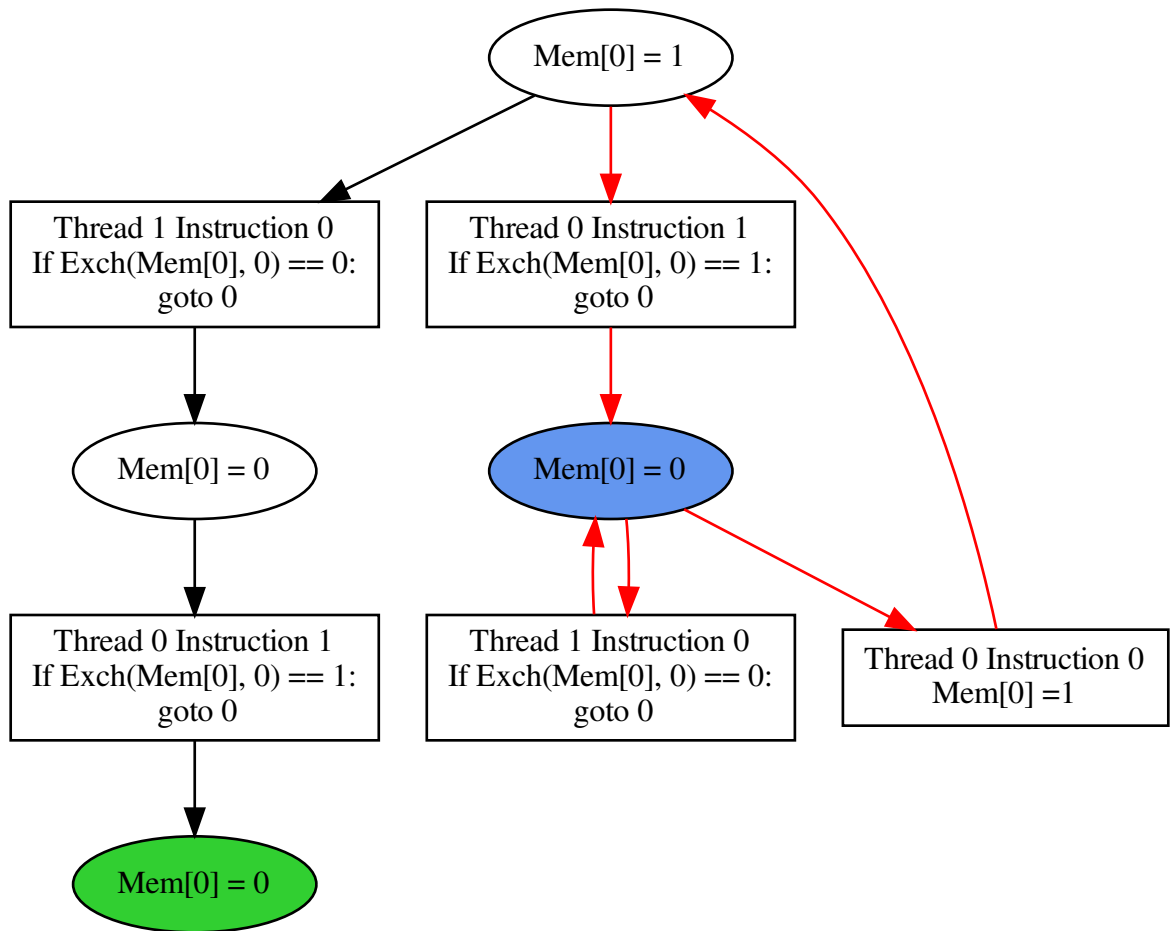 Mem[0] = 1
Thread 1 Instruction 0
If Exch(Mem[0], 0) == 0:
goto 0
Thread 0 Instruction 1
If Exch(Mem[0], 0) == 1:
goto 0
Mem[0] = 0
Mem[0] = 0
Thread 0 Instruction 1
If Exch(Mem[0], 0) == 1:
goto 0
Thread 1 Instruction 0
If Exch(Mem[0], 0) == 0:
goto 0
Thread 0 Instruction 0
Mem[0] =1
Mem[0] = 0